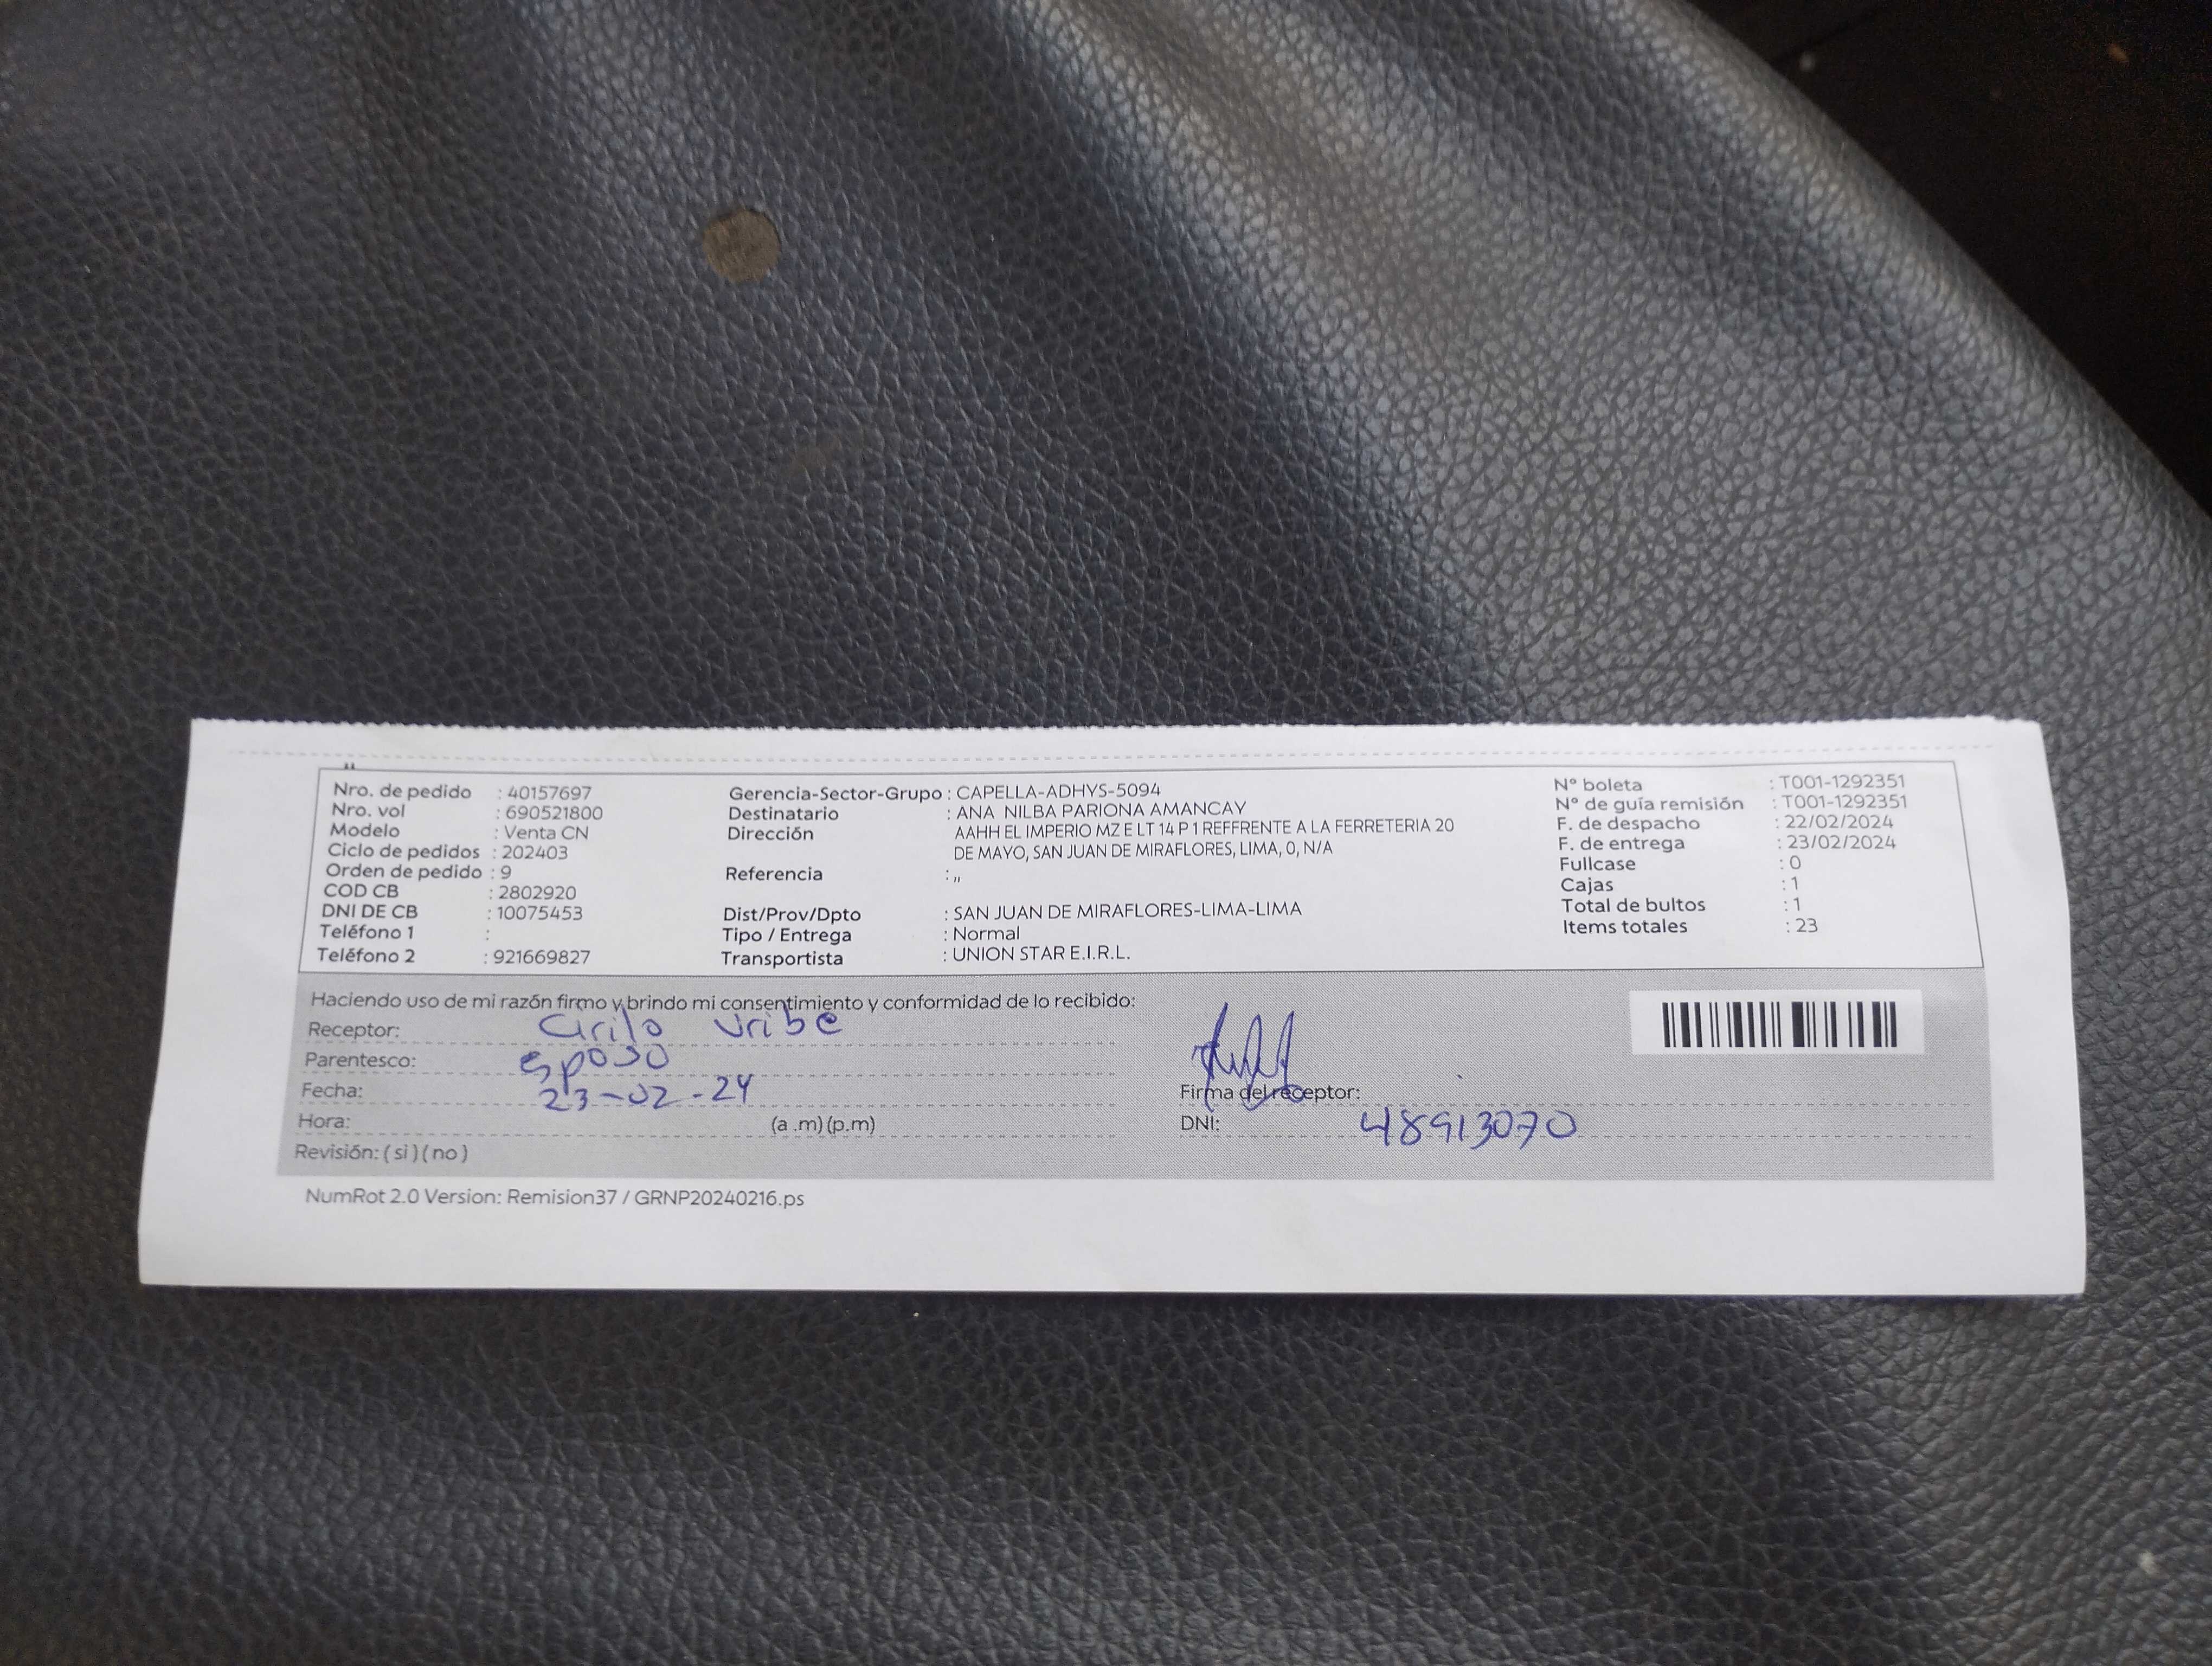 Nro. de pedido : 40157697
Nro. vol : 690521800
Modelo : Venta CN
Ciclo de pedidos : 202403
Orden de pedido : 9
COD CB : 2802920
DNI DE CB : 10075453
Teléfono 1 :
Teléfono 2 : 921669827
Gerencia-Sector-Grupo : CAPELLA-ADHYS-5094
Destinatario : ANA NILBA PARIONA AMANCAY
Dirección AAHH EL IMPERIO MZ E LT 14 P 1 REFFRENTE A LA FERRETERIA 20
DE MAYO, SAN JUAN DE MIRAFLORES, LIMA, 0, N/A
Referencia : ,,
Dist/Prov/Dpto : SAN JUAN DE MIRAFLORES-LIMA-LIMA
Tipo / Entrega : Normal
Transportista : UNION STAR E.I.R.L.
N° boleta : T001-1292351
N° de guía remisión : T001-1292351
F. de despacho : 22/02/2024
F. de entrega : 23/02/2024
Fullcase : 0
Cajas : 1
Total de bultos : 1
Items totales : 23
Haciendo uso de mi razón firmo y brindo mi consentimiento y conformidad de lo recibido:
Receptor: Cirilo Uribe
Parentesco: esposo
Fecha: 23-02-24
Hora: (a .m) (p.m)
Revisión: ( si ) ( no )
Firma del receptor:
DNI: 48913070
NumRot 2.0 Version: Remision37 / GRNP20240216.ps